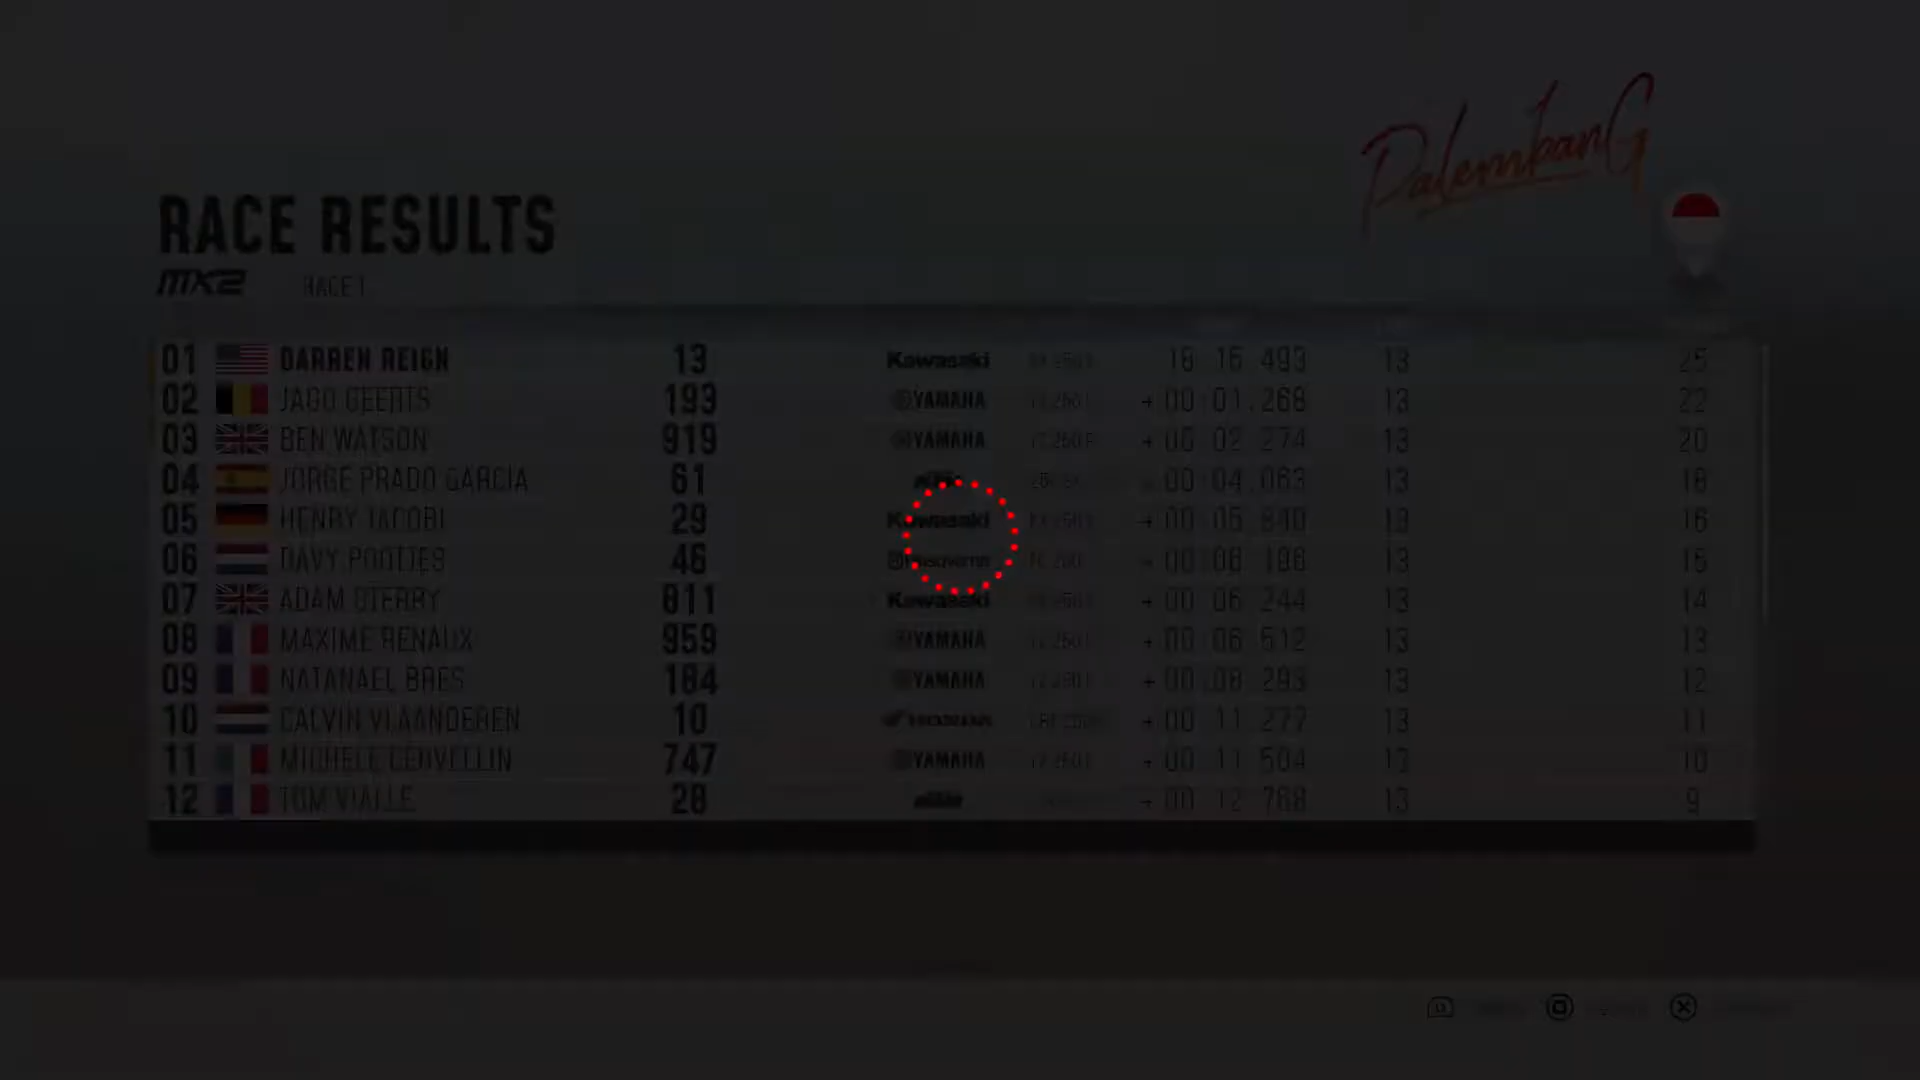 PalembanG
RACE RESULTS
MX2 RACE 1
01 DARREN REIGN 13 Kawasaki 16 15 493 13 25
02 JAGO GEERTS 193 YAMAHA + 00 01.268 13 22
03 BEN WATSON 919 YAMAHA + 00 02 274 13 20
04 JORGE PRADO GARCIA 61 + 00 04 063 13 18
05 HENRY JACOBI 29 Kawasaki + 00 05 840 13 16
06 DAVY POOTJES 46 Husqvarna + 00 06 196 13 15
07 ADAM STERRY 811 Kawasaki + 00 06 244 13 14
08 MAXIME RENAUX 959 YAMAHA + 00 06 512 13 13
09 NATANAEL BRES 184 YAMAHA + 00 08 293 13 12
10 CALVIN VLAANDEREN 10 HONDA + 00 11 277 13 11
11 MICHELE CERVELLIN 747 YAMAHA + 00 11 504 13 10
12 TOM VIALLE 28 + 00 12 768 13 9